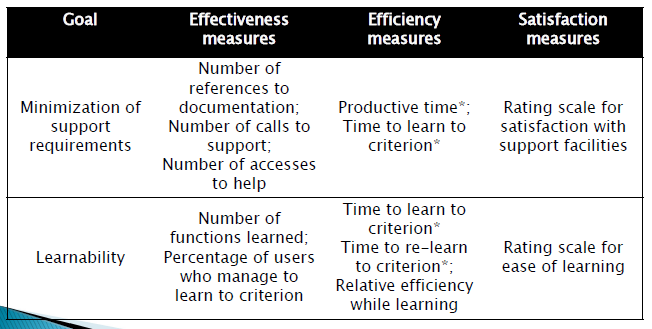 Goal
Effectiveness
measures
Efficiency
measures
Satisfaction
measures
Minimization of
support
requirements
Number of
references to
documentation;
Number of calls to
support;
Number of accesses
to help
Productive time*;
Time to learn to
criterion*
Rating scale for
satisfaction with
support facilities
Learnability
Number of
functions learned;
Percentage of users
who manage to
learn to criterion
Time to learn to
criterion*
Time to re-learn
to criterion*;
Relative efficiency
while learning
Rating scale for
ease of learning